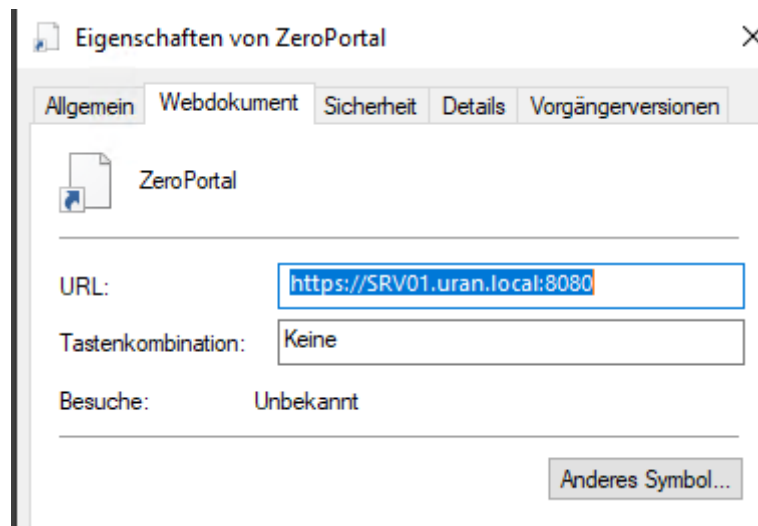 Eigenschaften von ZeroPortal
Allgemein Webdokument Sicherheit Details Vorgängerversionen
ZeroPortal
URL: https://SRV01.uran.local:8080
Tastenkombination: Keine
Besuche: Unbekannt
Anderes Symbol...